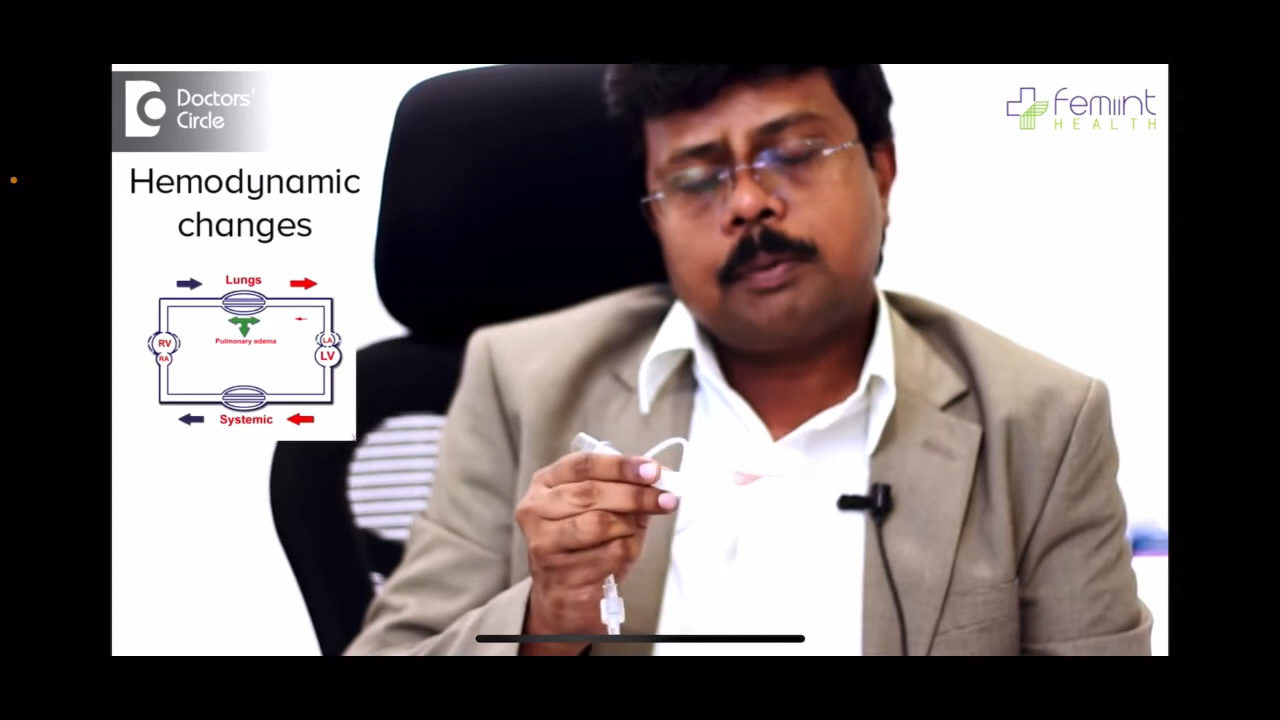 Doctors'
Circle
femiint
HEALTH
Hemodynamic
changes
Lungs
Pulmonary edema
RV
RA
LA
LV
Systemic